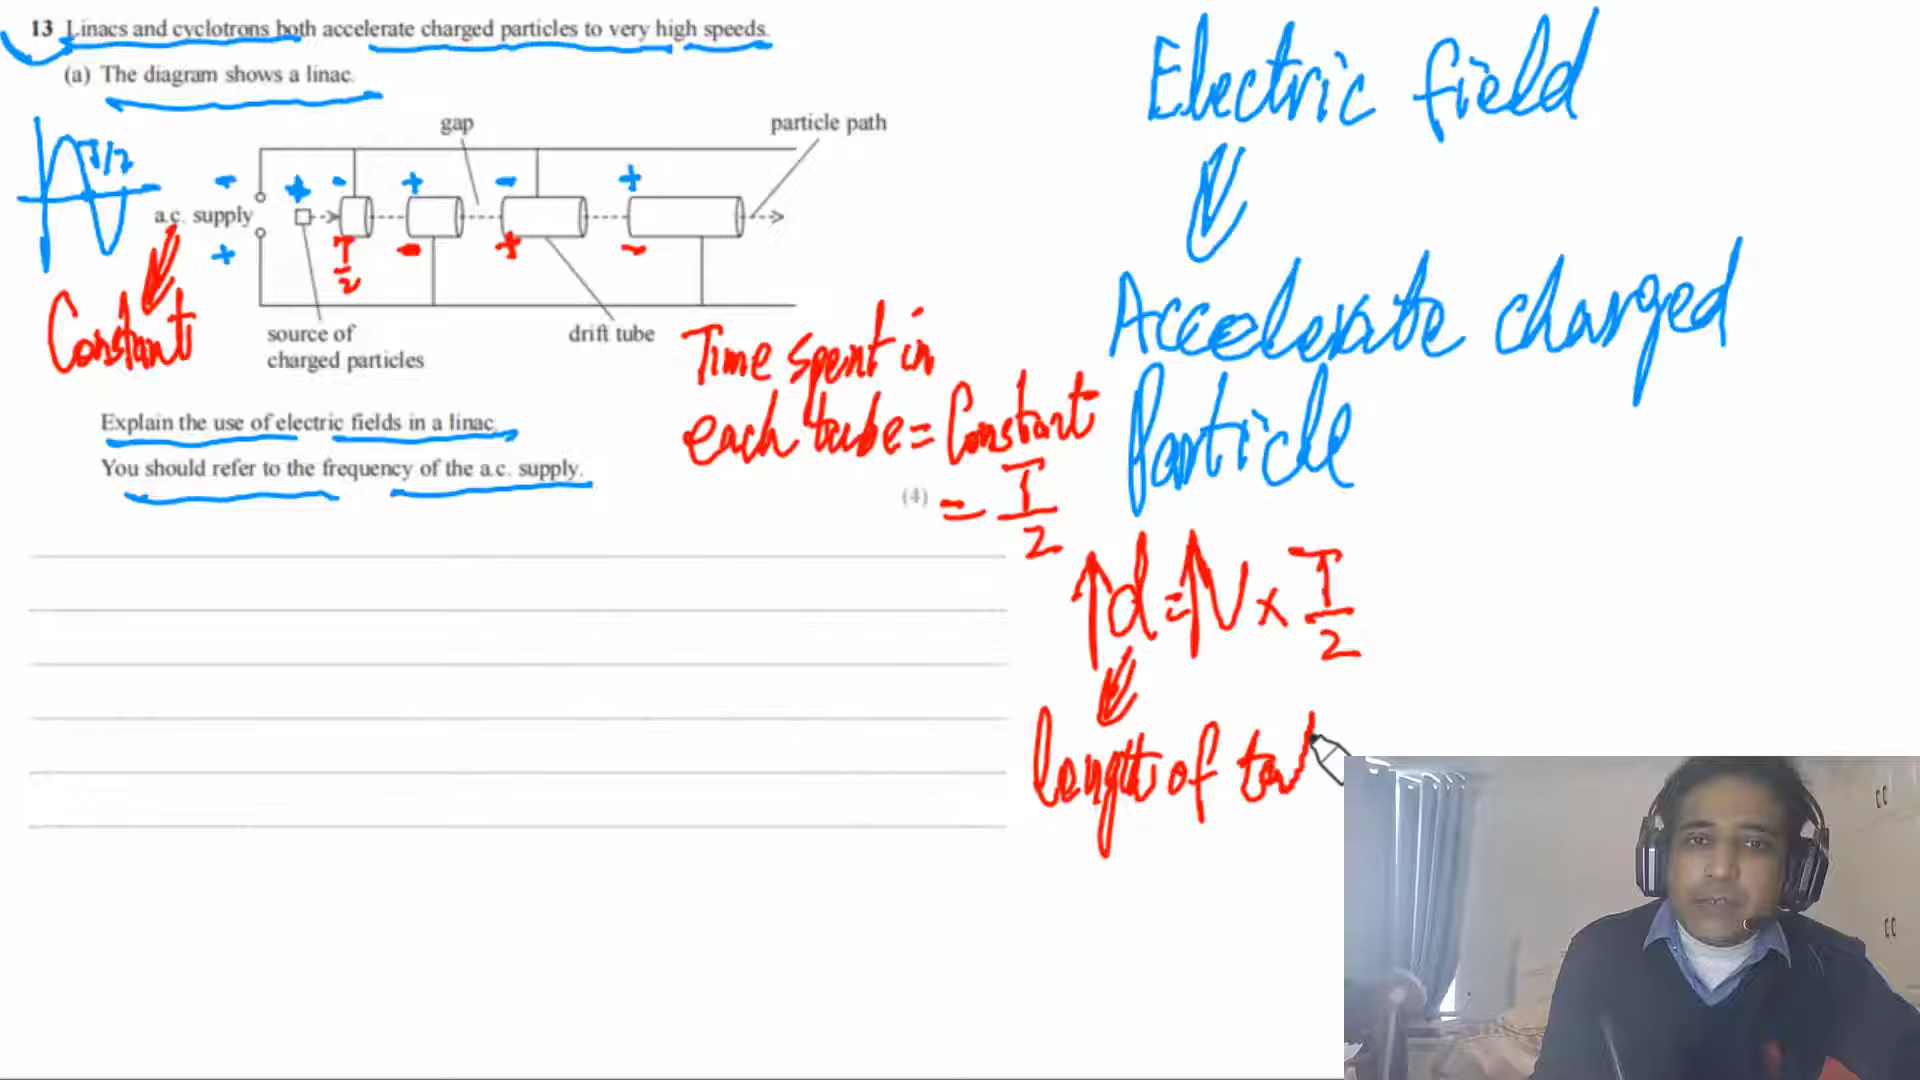 13 Linacs and cyclotrons both accelerate charged particles to very high speeds.
(a) The diagram shows a linac.
gap
particle path
T/2
- + - + - +
a.c. supply
+ T/2 - + -
Constant
source of
charged particles
drift tube
Time spent in
each tube = Constant
= T/2
Explain the use of electric fields in a linac.
You should refer to the frequency of the a.c. supply.
(4)
Electric field
Accelerate charged
Particle
↑d = ↑V × T/2
length of